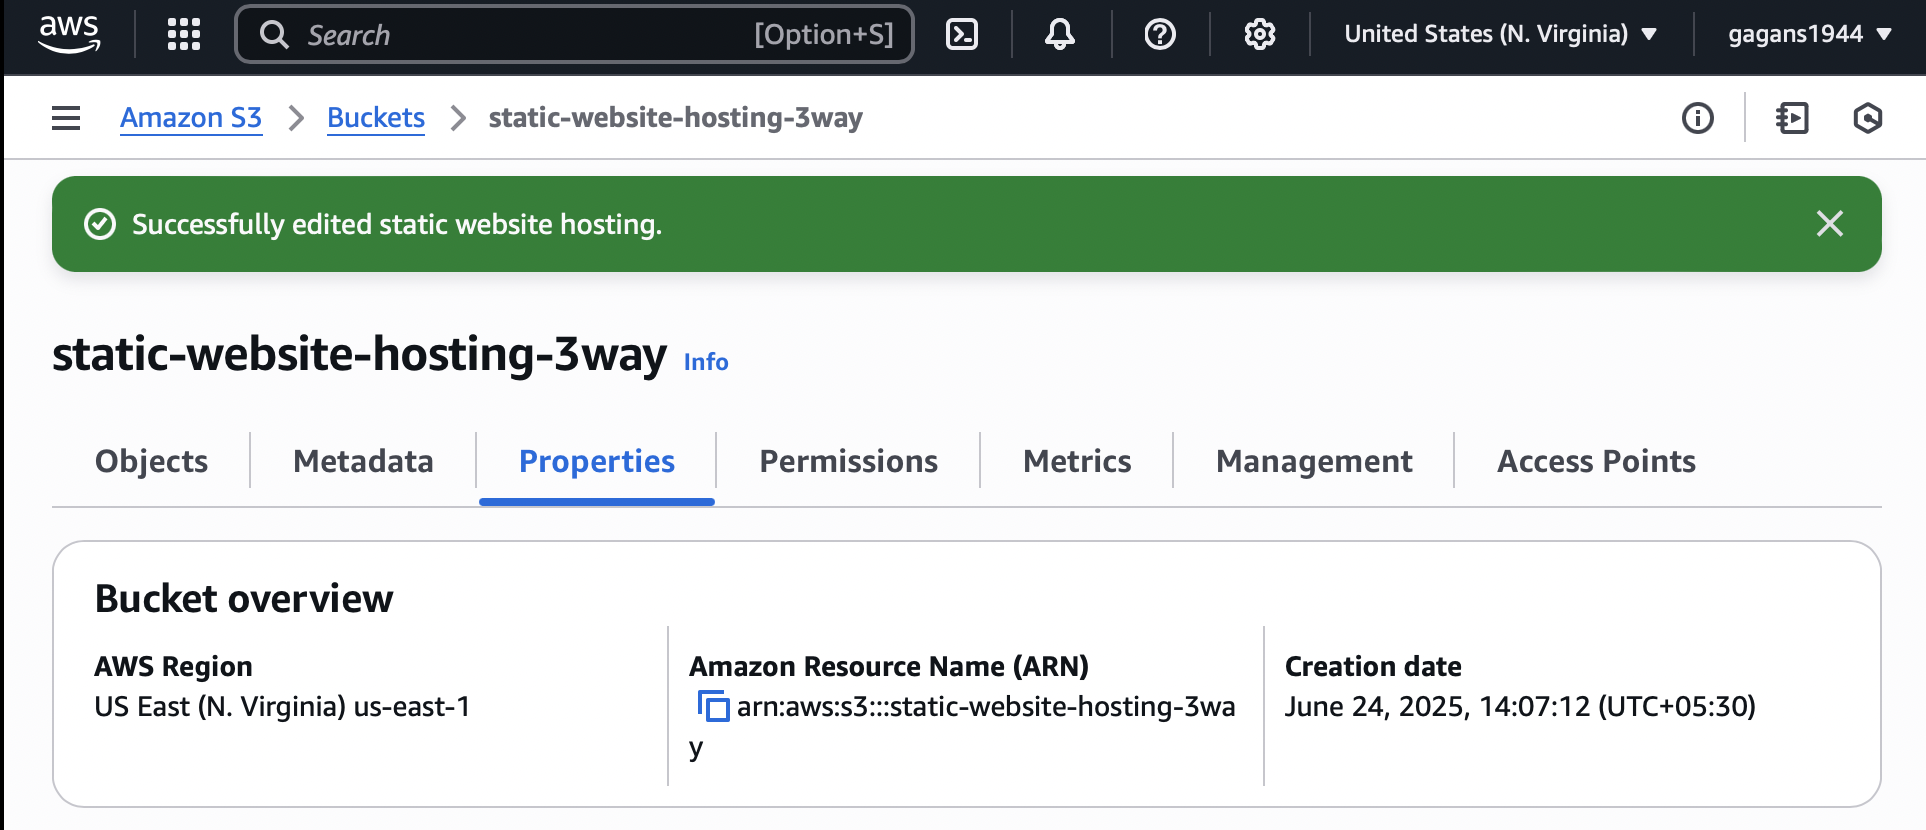 aws Search [Option+S] United States (N. Virginia) gagans1944
Amazon S3 Buckets static-website-hosting-3way
Successfully edited static website hosting.
static-website-hosting-3way Info
Objects Metadata Properties Permissions Metrics Management Access Points
Bucket overview
AWS Region
US East (N. Virginia) us-east-1
Amazon Resource Name (ARN)
arn:aws:s3:::static-website-hosting-3wa
y
Creation date
June 24, 2025, 14:07:12 (UTC+05:30)